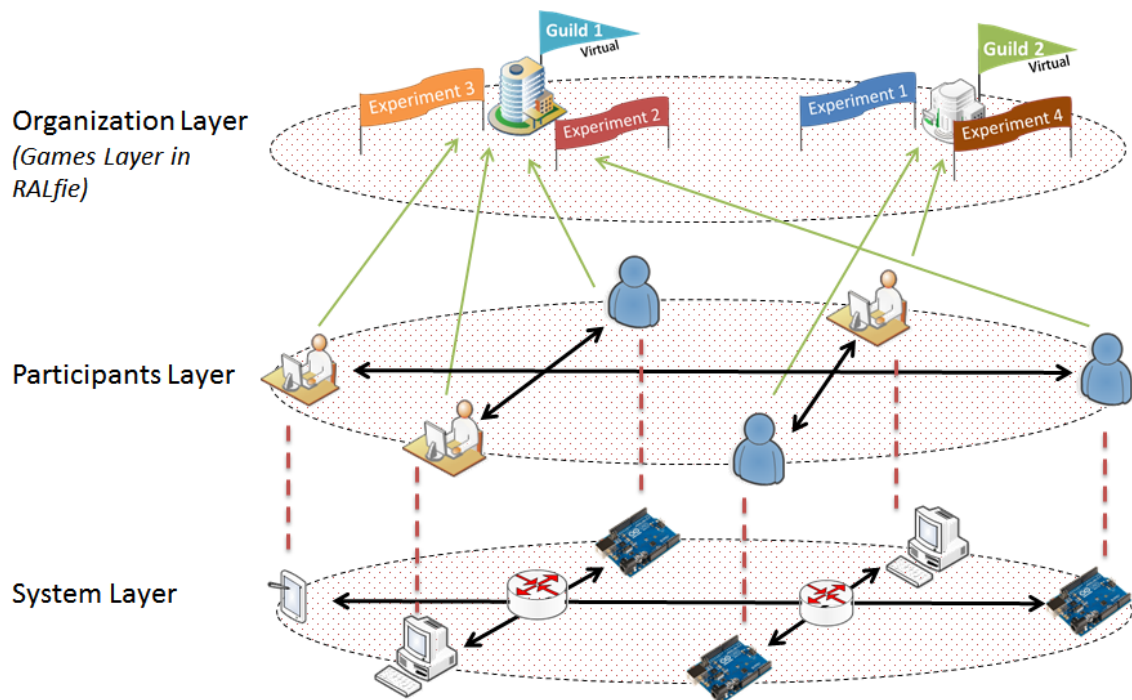 Guild 1
Virtual
Guild 2
Virtual
Experiment 3
Experiment 2
Experiment 1
Experiment 4
Organization Layer
(Games Layer in
RALfie)
Participants Layer
System Layer